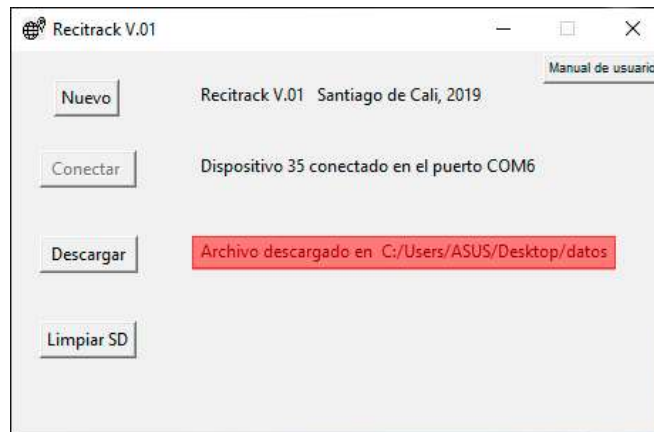 Recitrack V.01
Manual de usuario
Nuevo
Recitrack V.01 Santiago de Cali, 2019
Conectar
Dispositivo 35 conectado en el puerto COM6
Descargar
Archivo descargado en C:/Users/ASUS/Desktop/datos
Limpiar SD